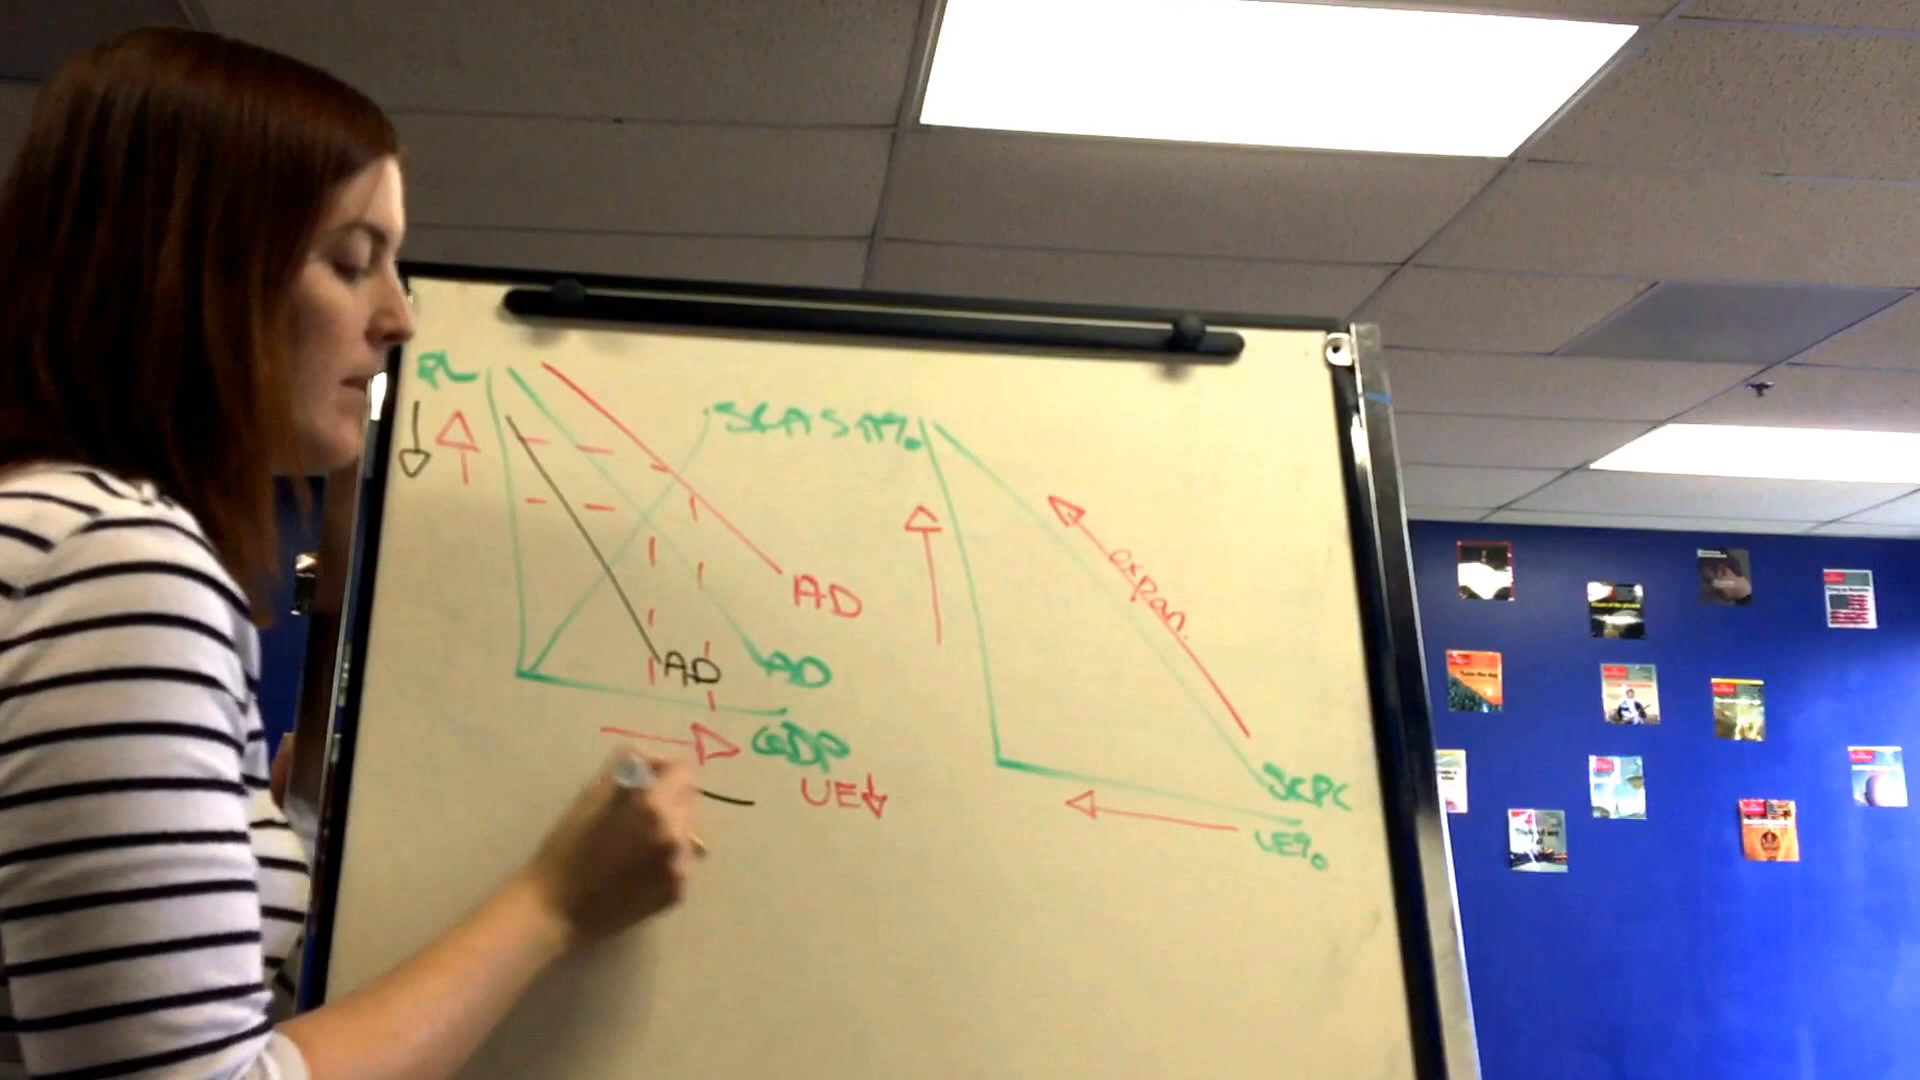 PL
SRAS
π%
AD
AD
AD
GDP
UE↓
expan.
SRPC
UE%